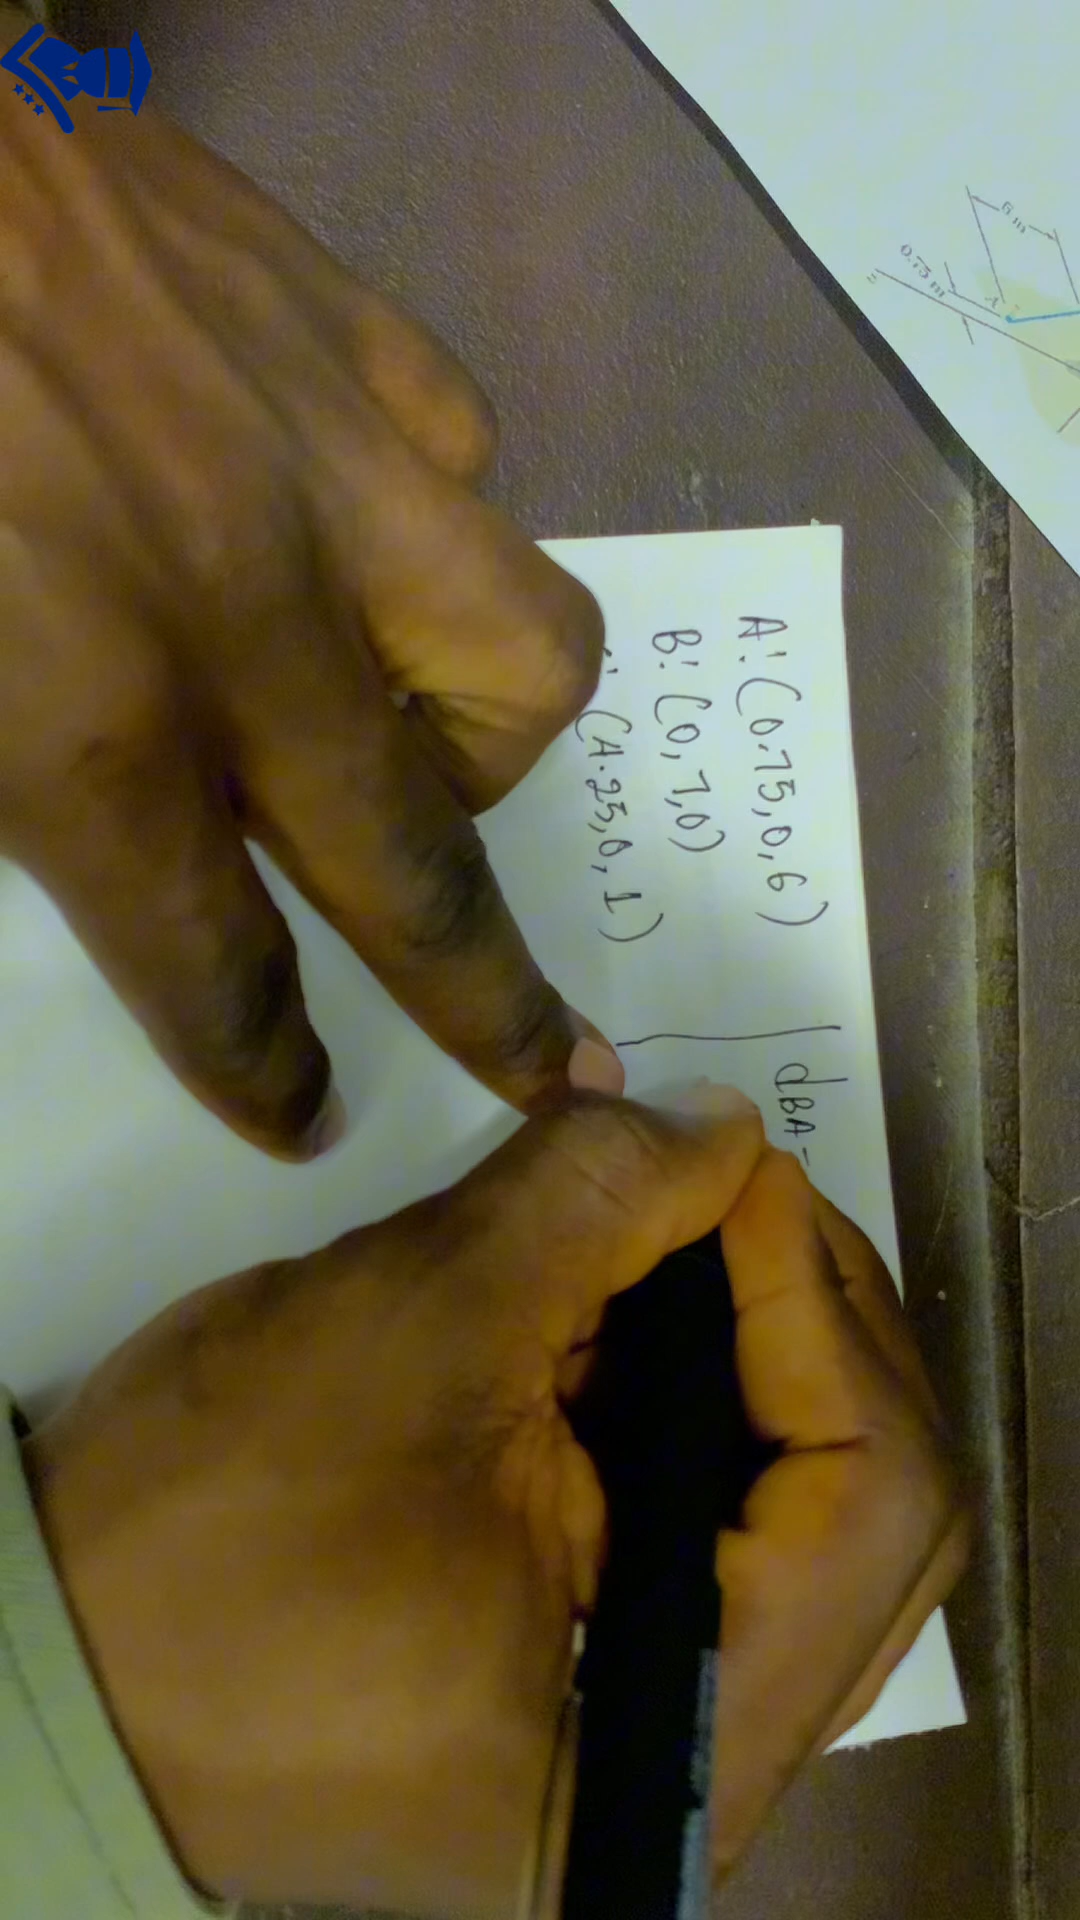 A: (0.75,0,6)
B: (0,7,0)
: (4.25,0,1)
dBA-
6 m
0.75 m